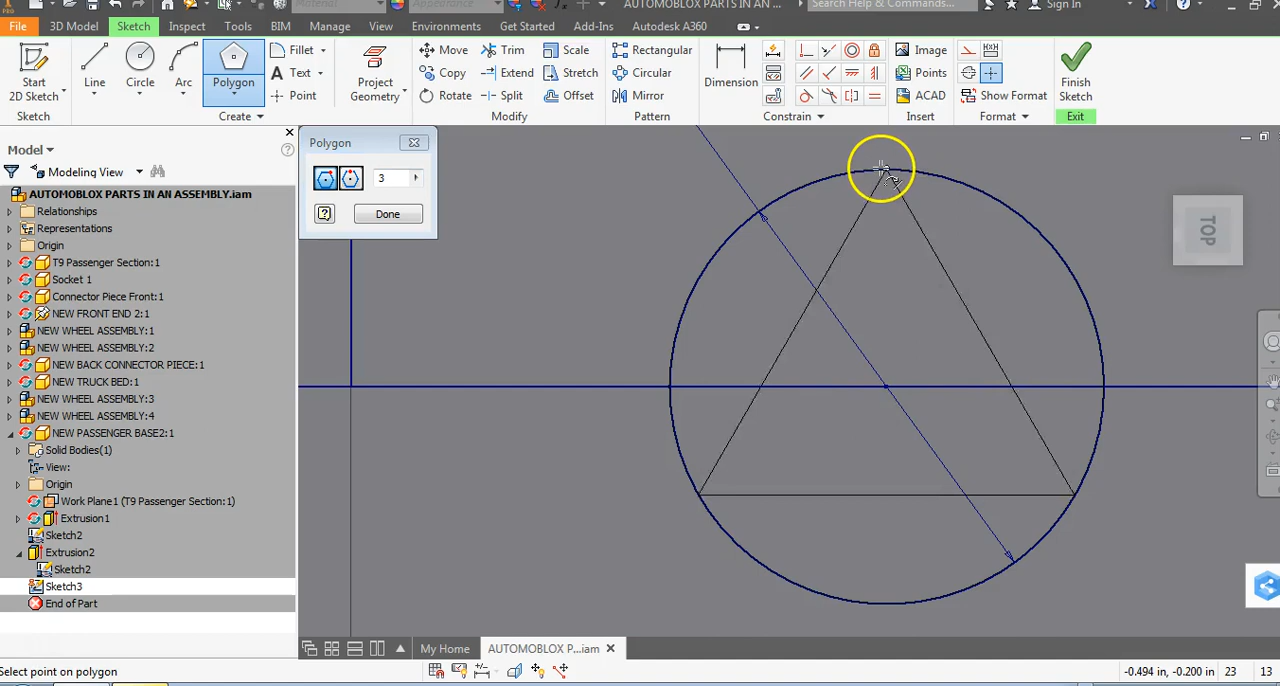 PRO
Material
Appearance
AUTOMOBLOX PARTS IN AN ...
Search Help & Commands...
Sign In
File 3D Model Sketch Inspect Tools BIM Manage View Environments Get Started Add-Ins Autodesk A360
Start
2D Sketch
Line
Circle
Arc
Polygon
Fillet
Text
Point
Project
Geometry
Move Trim Scale
Copy Extend Stretch
Rotate Split Offset
Rectangular
Circular
Mirror
Dimension
Image
Points
ACAD
Show Format
Finish
Sketch
Sketch Create Modify Pattern Constrain Insert Format Exit
Model
Modeling View
AUTOMOBLOX PARTS IN AN ASSEMBLY.iam
Relationships
Representations
Origin
T9 Passenger Section:1
Socket 1
Connector Piece Front:1
NEW FRONT END 2:1
NEW WHEEL ASSEMBLY:1
NEW WHEEL ASSEMBLY:2
NEW BACK CONNECTOR PIECE:1
NEW TRUCK BED:1
NEW WHEEL ASSEMBLY:3
NEW WHEEL ASSEMBLY:4
NEW PASSENGER BASE2:1
Solid Bodies(1)
View:
Origin
Work Plane1 (T9 Passenger Section:1)
Extrusion1
Sketch2
Extrusion2
Sketch2
Sketch3
End of Part
Polygon
3
Done
TOP
My Home AUTOMOBLOX P...iam
Select point on polygon
-0.494 in, -0.200 in 23 13